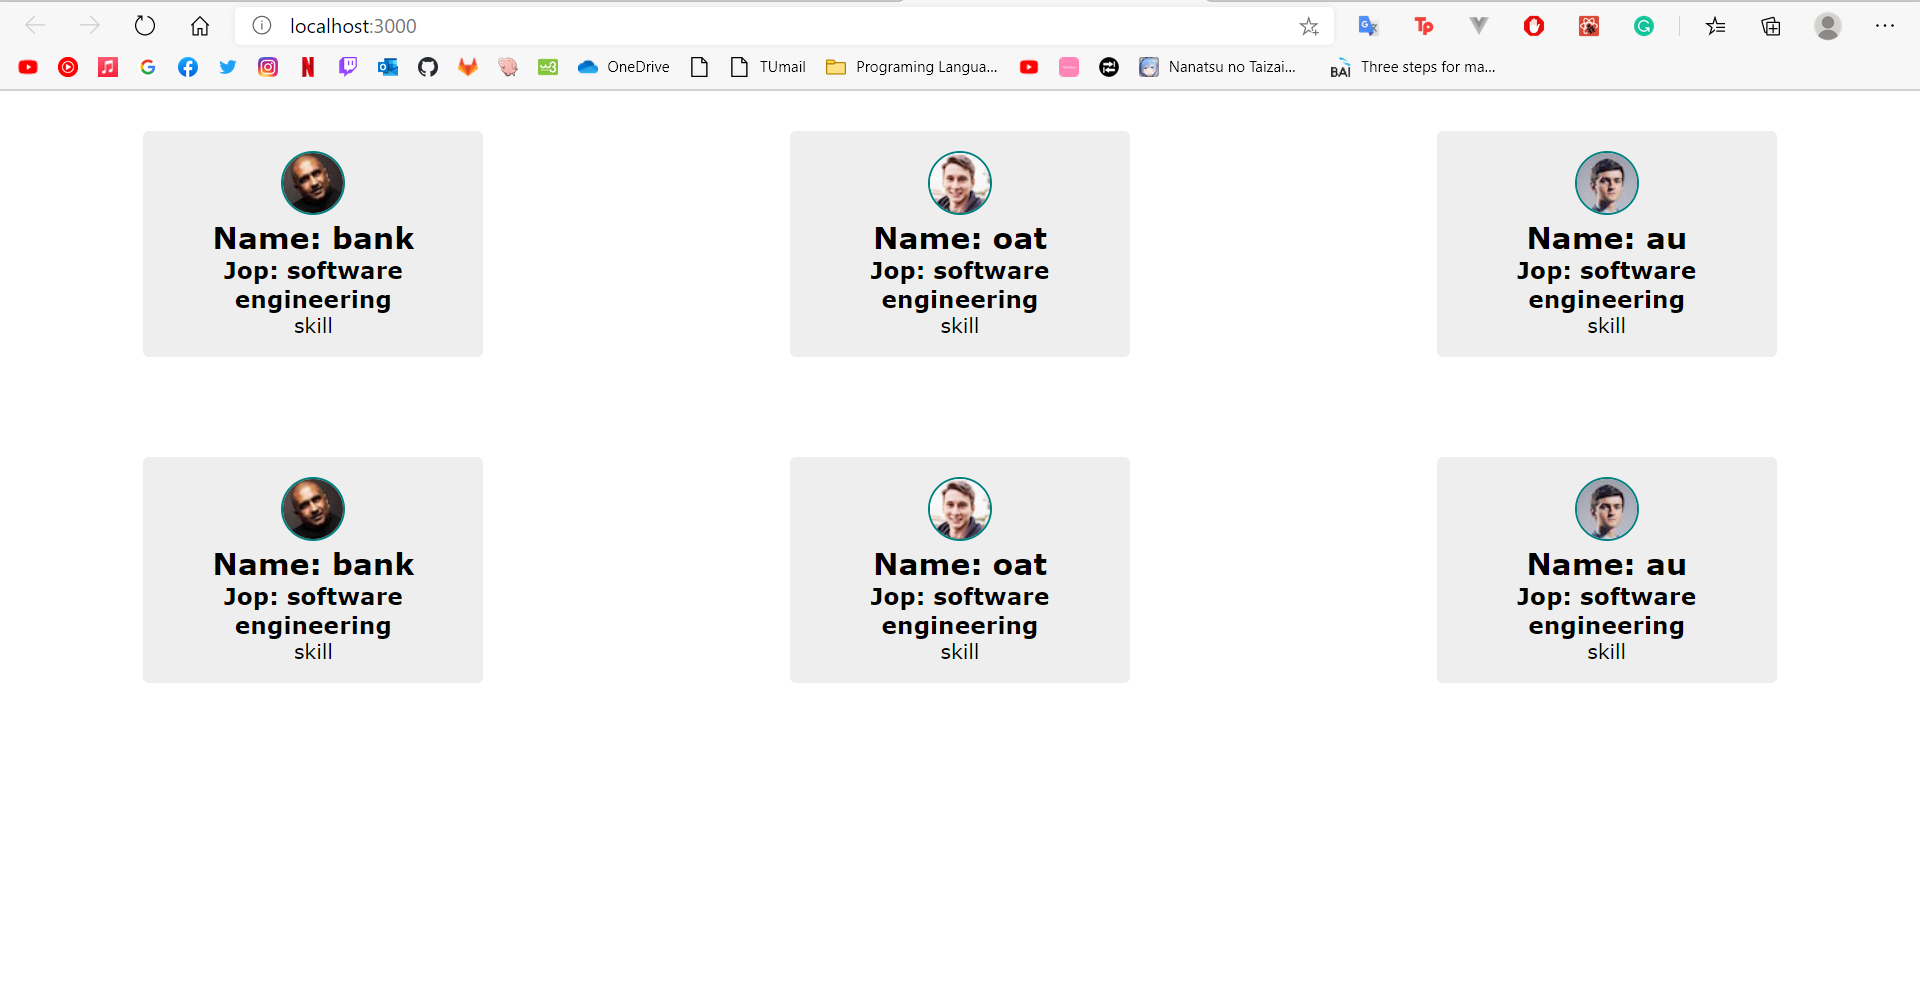 localhost:3000
OneDrive
TUmail
Programing Langua...
Nanatsu no Taizai...
BAI
Three steps for ma...
Name: bank
Jop: software
engineering
skill
Name: oat
Jop: software
engineering
skill
Name: au
Jop: software
engineering
skill
Name: bank
Jop: software
engineering
skill
Name: oat
Jop: software
engineering
skill
Name: au
Jop: software
engineering
skill